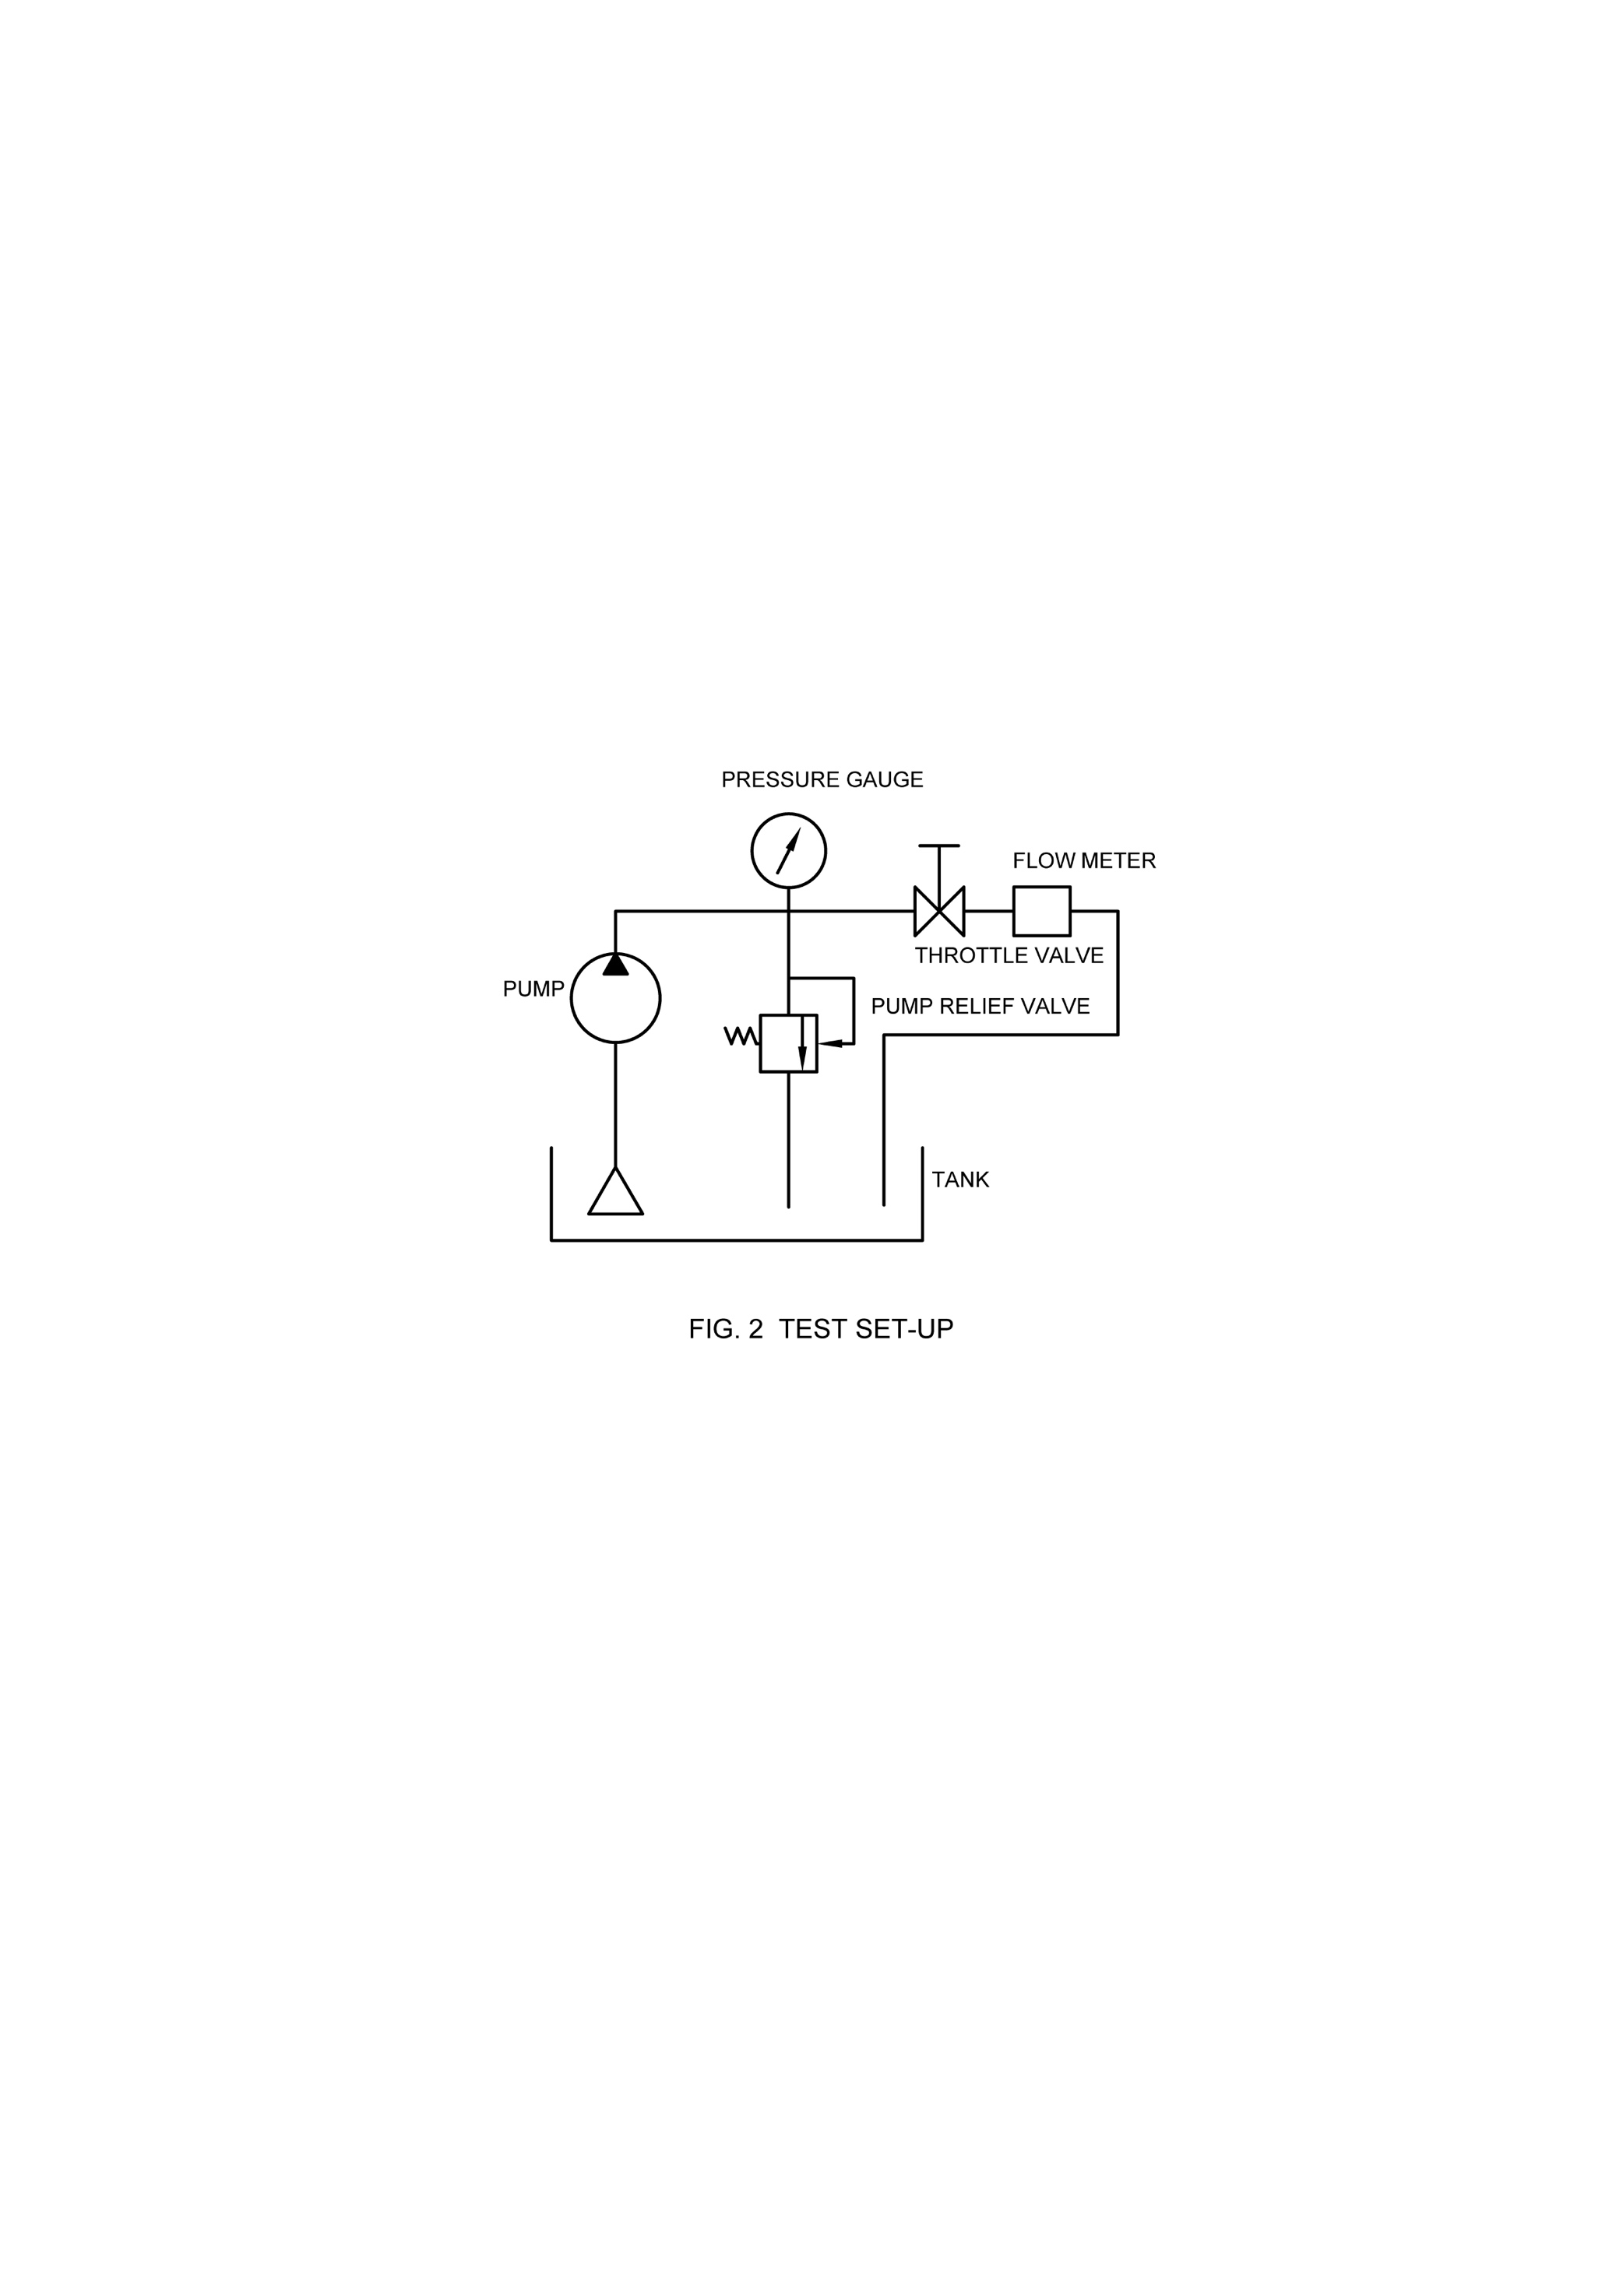 PRESSURE GAUGE
FLOW METER
THROTTLE VALVE
PUMP
PUMP RELIEF VALVE
TANK
FIG. 2 TEST SET-UP